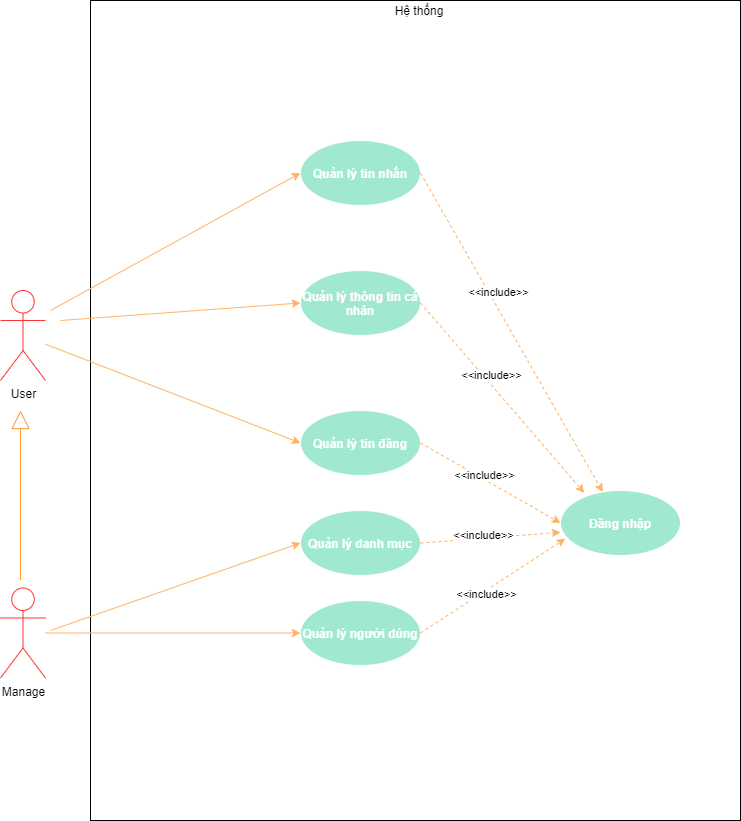 Hệ thống
Quản lý tin nhắn
<<include>>
Quản lý thông tin cá
nhân
<<include>>
User
Quản lý tin đăng
<<include>>
Đăng nhập
Quản lý danh mục
<<include>>
<<include>>
Quản lý người dùng
Manage